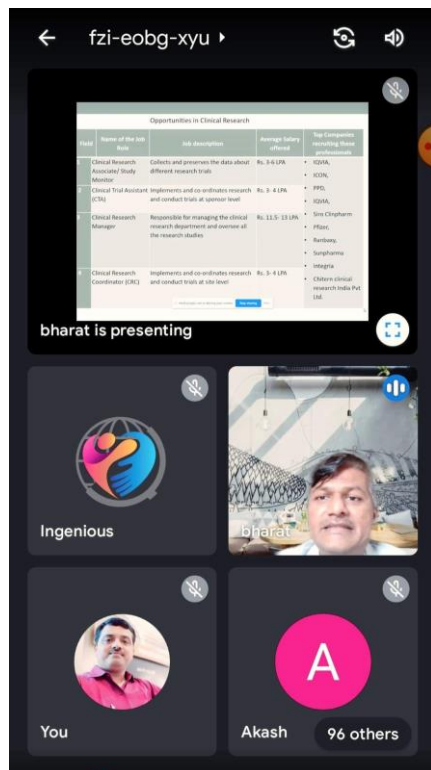 fzi-eobg-xyu
Opportunities in Clinical Research
Field Name of the Job Role Job description Average Salary offered Top Companies recruiting these professionals
1 Clinical Research Associate/ Study Monitor Collects and preserves the data about different research trials Rs. 3-6 LPA
2 Clinical Trial Assistant (CTA) Implements and co-ordinates research and conduct trials at sponsor level Rs. 3- 4 LPA
3 Clinical Research Manager Responsible for managing the clinical research department and oversee all the research studies Rs. 11.5- 13 LPA
4 Clinical Research Coordinator (CRC) Implements and co-ordinates research and conduct trials at site level Rs. 3- 4 LPA
• IQVIA,
• ICON,
• PPD,
• IQVIA,
• Siro Clinpharm
• Pfizer,
• Ranbaxy,
• Sunpharma
• Integria
• Chitern clinical research India Pvt Ltd.
bharat is presenting
Ingenious
bharat
You
A
Akash
96 others